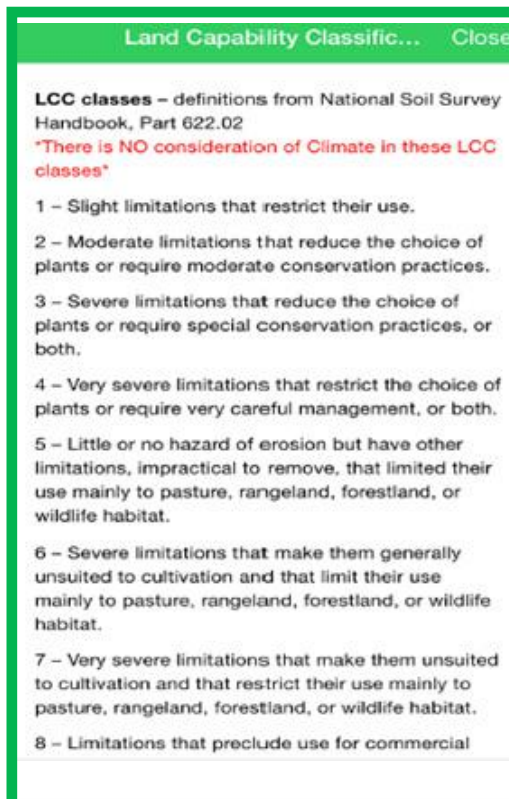 Land Capability Classific... Close
LCC classes – definitions from National Soil Survey
Handbook, Part 622.02
*There is NO consideration of Climate in these LCC
classes*
1 – Slight limitations that restrict their use.
2 – Moderate limitations that reduce the choice of
plants or require moderate conservation practices.
3 – Severe limitations that reduce the choice of
plants or require special conservation practices, or
both.
4 – Very severe limitations that restrict the choice of
plants or require very careful management, or both.
5 – Little or no hazard of erosion but have other
limitations, impractical to remove, that limited their
use mainly to pasture, rangeland, forestland, or
wildlife habitat.
6 – Severe limitations that make them generally
unsuited to cultivation and that limit their use
mainly to pasture, rangeland, forestland, or wildlife
habitat.
7 – Very severe limitations that make them unsuited
to cultivation and that restrict their use mainly to
pasture, rangeland, forestland, or wildlife habitat.
8 – Limitations that preclude use for commercial